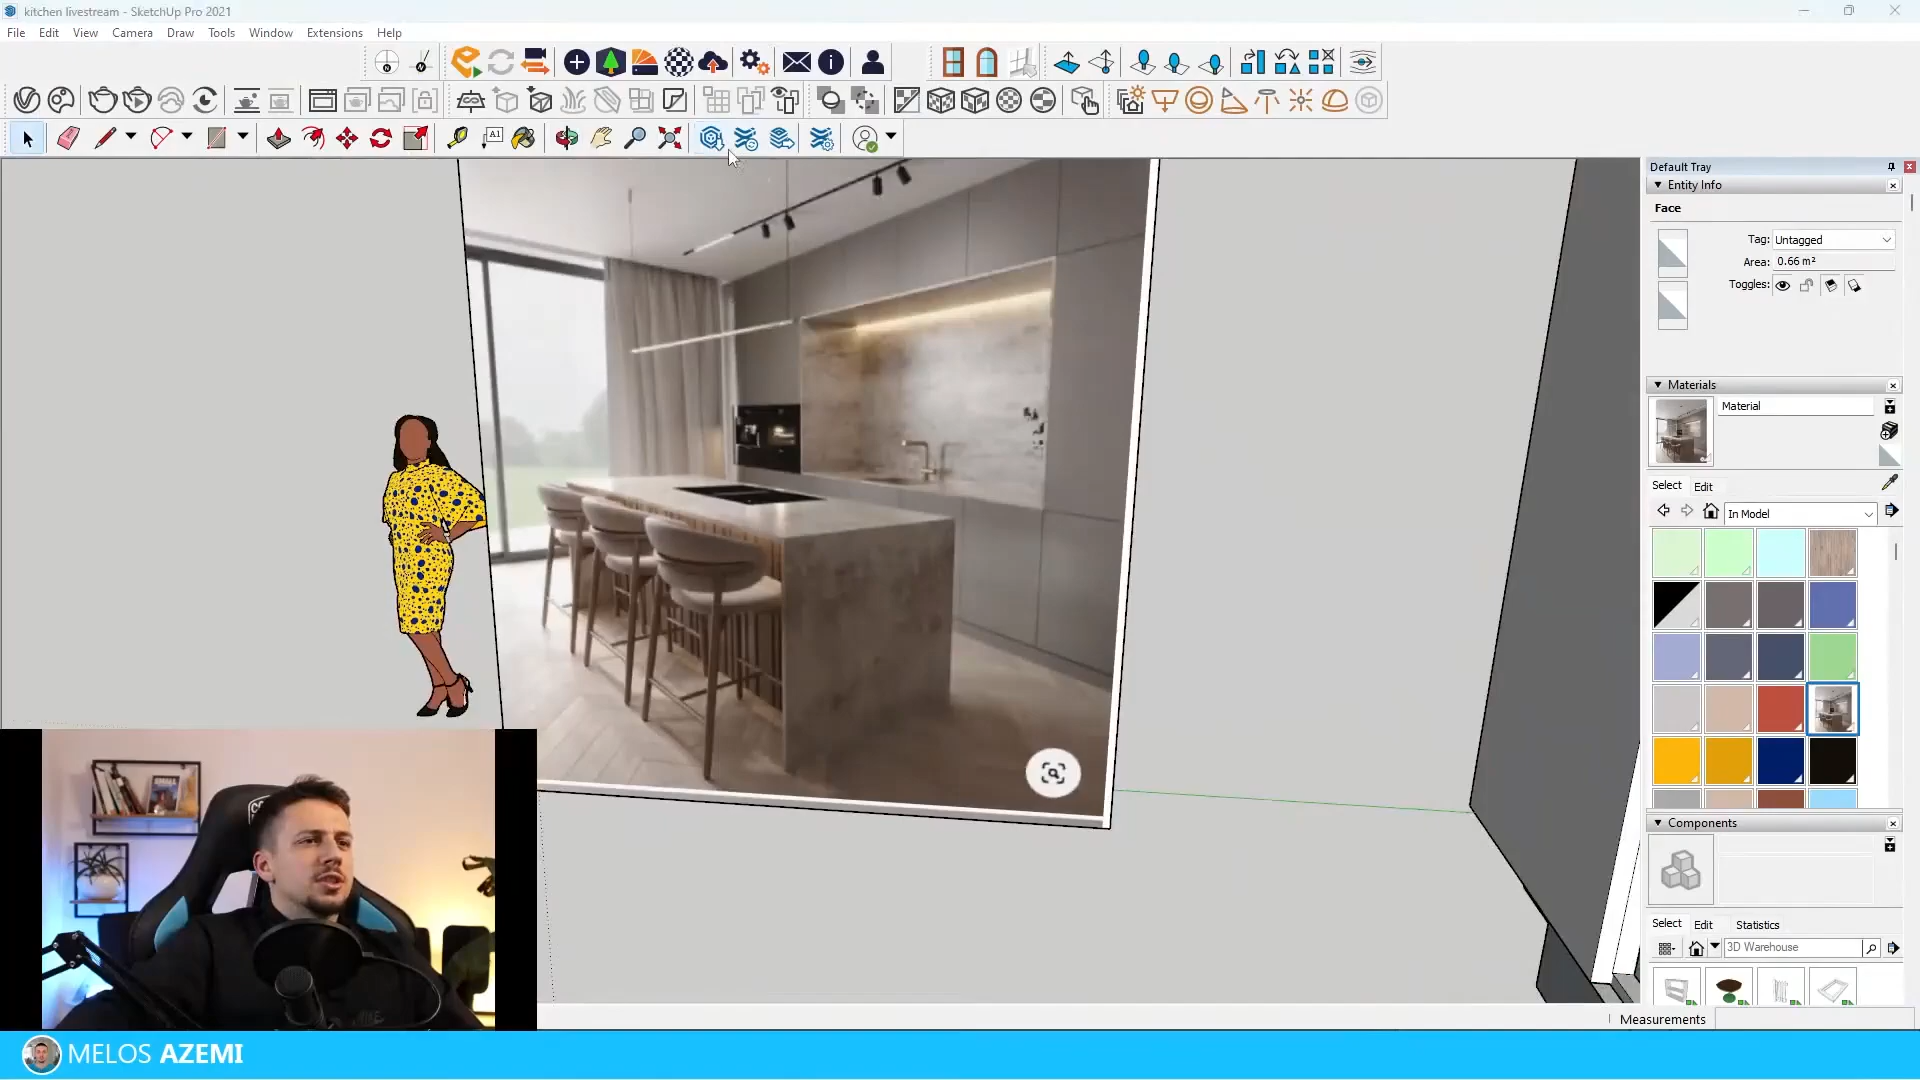 kitchen livestream - SketchUp Pro 2021
File Edit View Camera Draw Tools Window Extensions Help
A1
Default Tray
Entity Info
Face
Tag: Untagged
Area: 0.66 m²
Toggles:
Materials
Material
Select Edit
In Model
Components
Select Edit Statistics
3D Warehouse
Measurements
MELOS AZEMI